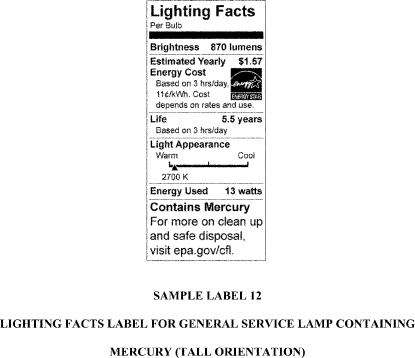 Lighting Facts
Per Bulb
Brightness 870 lumens
Estimated Yearly $1.57
Energy Cost
Based on 3 hrs/day,
11¢/kWh. Cost
depends on rates and use.
ENERGY STAR
Life 5.5 years
Based on 3 hrs/day
Light Appearance
Warm Cool
2700 K
Energy Used 13 watts
Contains Mercury
For more on clean up
and safe disposal,
visit epa.gov/cfl.
SAMPLE LABEL 12
LIGHTING FACTS LABEL FOR GENERAL SERVICE LAMP CONTAINING
MERCURY (TALL ORIENTATION)